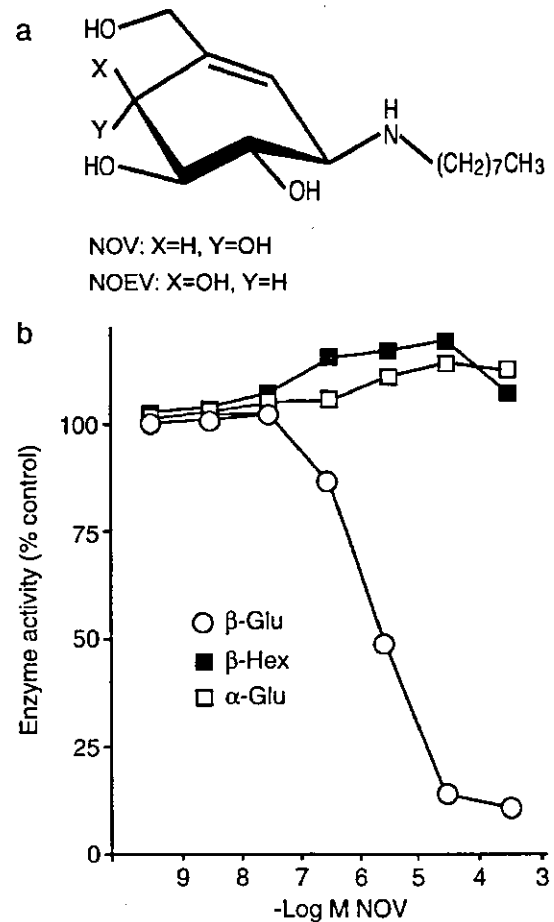 a
HO
X
Y
HO
OH
H
N
(CH2)7CH3
NOV: X=H, Y=OH
NOEV: X=OH, Y=H
b
Enzyme activity (% control)
100
75
50
25
0
β-Glu
β-Hex
α-Glu
9 8 7 6 5 4 3
-Log M NOV